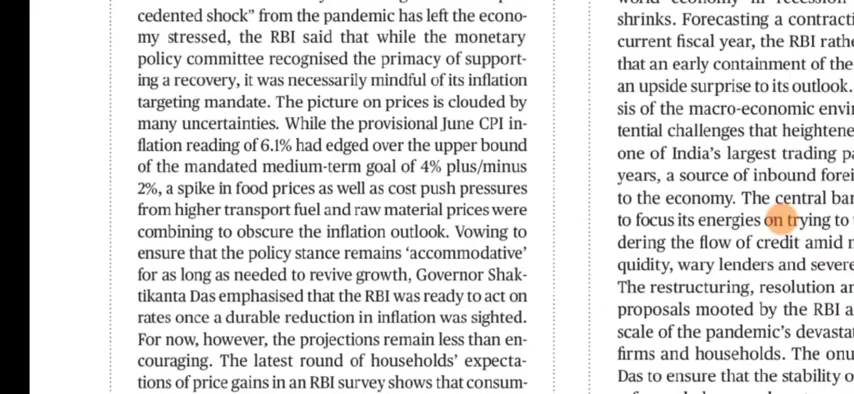 cedented shock” from the pandemic has left the econo-
my stressed, the RBI said that while the monetary
policy committee recognised the primacy of support-
ing a recovery, it was necessarily mindful of its inflation
targeting mandate. The picture on prices is clouded by
many uncertainties. While the provisional June CPI in-
flation reading of 6.1% had edged over the upper bound
of the mandated medium-term goal of 4% plus/minus
2%, a spike in food prices as well as cost push pressures
from higher transport fuel and raw material prices were
combining to obscure the inflation outlook. Vowing to
ensure that the policy stance remains ‘accommodative’
for as long as needed to revive growth, Governor Shak-
tikanta Das emphasised that the RBI was ready to act on
rates once a durable reduction in inflation was sighted.
For now, however, the projections remain less than en-
couraging. The latest round of households’ expecta-
tions of price gains in an RBI survey shows that consum-
shrinks. Forecasting a contracti
current fiscal year, the RBI rathe
that an early containment of the
an upside surprise to its outlook.
sis of the macro-economic envir
tential challenges that heightene
one of India’s largest trading pa
years, a source of inbound forei
to the economy. The central ban
to focus its energies on trying to
dering the flow of credit amid
quidity, wary lenders and severe
The restructuring, resolution an
proposals mooted by the RBI a
scale of the pandemic’s devasta
firms and households. The onu
Das to ensure that the stability o